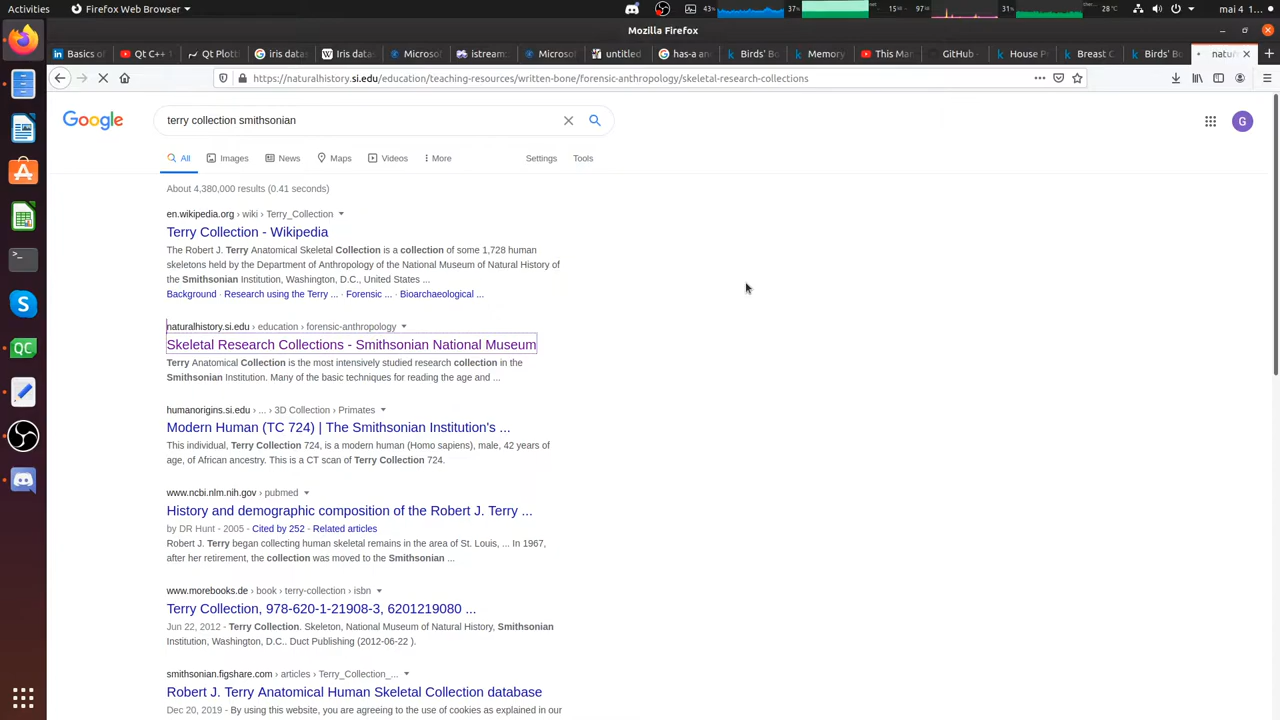 Activities
Firefox Web Browser
43%
37%
15%
97%
31%
28 °C
mai 4 1...
Mozilla Firefox
Basics of
Qt C++ 
Qt Plotti
iris datas
Iris data
Microsof
istream:
Microsof
untitled
has-a an
Birds' Bo
Memory
This Mar
GitHub -
House P
Breast C
Birds' Bo
natur
https://naturalhistory.si.edu/education/teaching-resources/written-bone/forensic-anthropology/skeletal-research-collections
Google
terry collection smithsonian
G
All
Images
News
Maps
Videos
More
Settings
Tools
About 4,380,000 results (0.41 seconds)
en.wikipedia.org › wiki › Terry_Collection
Terry Collection - Wikipedia
The Robert J. Terry Anatomical Skeletal Collection is a collection of some 1,728 human
skeletons held by the Department of Anthropology of the National Museum of Natural History of
the Smithsonian Institution, Washington, D.C., United States ...
Background · Research using the Terry ... · Forensic ... · Bioarchaeological ...
naturalhistory.si.edu › education › forensic-anthropology
Skeletal Research Collections - Smithsonian National Museum
Terry Anatomical Collection is the most intensively studied research collection in the
Smithsonian Institution. Many of the basic techniques for reading the age and ...
humanorigins.si.edu › ... › 3D Collection › Primates
Modern Human (TC 724) | The Smithsonian Institution's ...
This individual, Terry Collection 724, is a modern human (Homo sapiens), male, 42 years of
age, of African ancestry. This is a CT scan of Terry Collection 724.
www.ncbi.nlm.nih.gov › pubmed
History and demographic composition of the Robert J. Terry ...
by DR Hunt - 2005 - Cited by 252 - Related articles
Robert J. Terry began collecting human skeletal remains in the area of St. Louis, ... In 1967,
after her retirement, the collection was moved to the Smithsonian ...
www.morebooks.de › book › terry-collection › isbn
Terry Collection, 978-620-1-21908-3, 6201219080 ...
Jun 22, 2012 - Terry Collection. Skeleton, National Museum of Natural History, Smithsonian
Institution, Washington, D.C.. Duct Publishing (2012-06-22 ).
smithsonian.figshare.com › articles › Terry_Collection_...
Robert J. Terry Anatomical Human Skeletal Collection database
Dec 20, 2019 - By using this website, you are agreeing to the use of cookies as explained in our